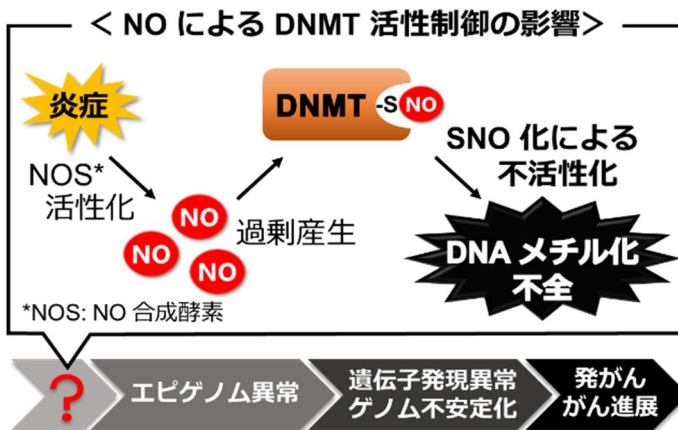 < NO による DNMT 活性制御の影響>
炎症
NOS*
活性化
NO
NO
NO
過剰産生
DNMT -S NO
SNO 化による
不活性化
DNA メチル化
不全
*NOS: NO 合成酵素
?
エピゲノム異常
遺伝子発現異常
ゲノム不安定化
発がん
がん進展